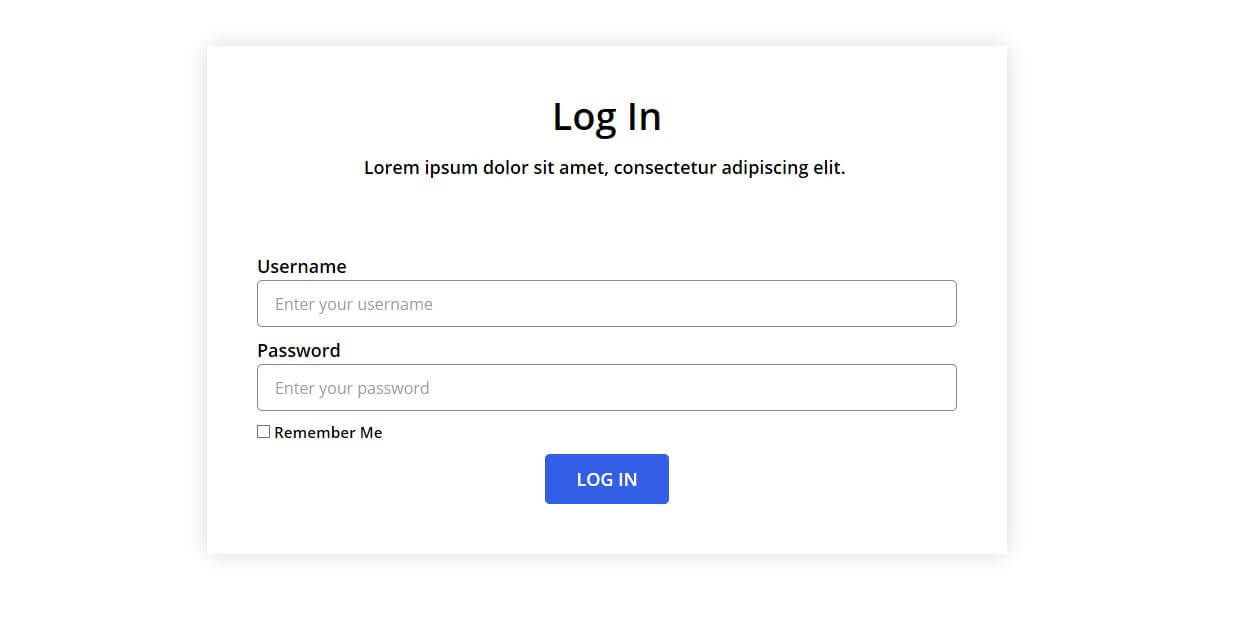 Log In
Lorem ipsum dolor sit amet, consectetur adipiscing elit.
Username
Enter your username
Password
Enter your password
Remember Me
LOG IN